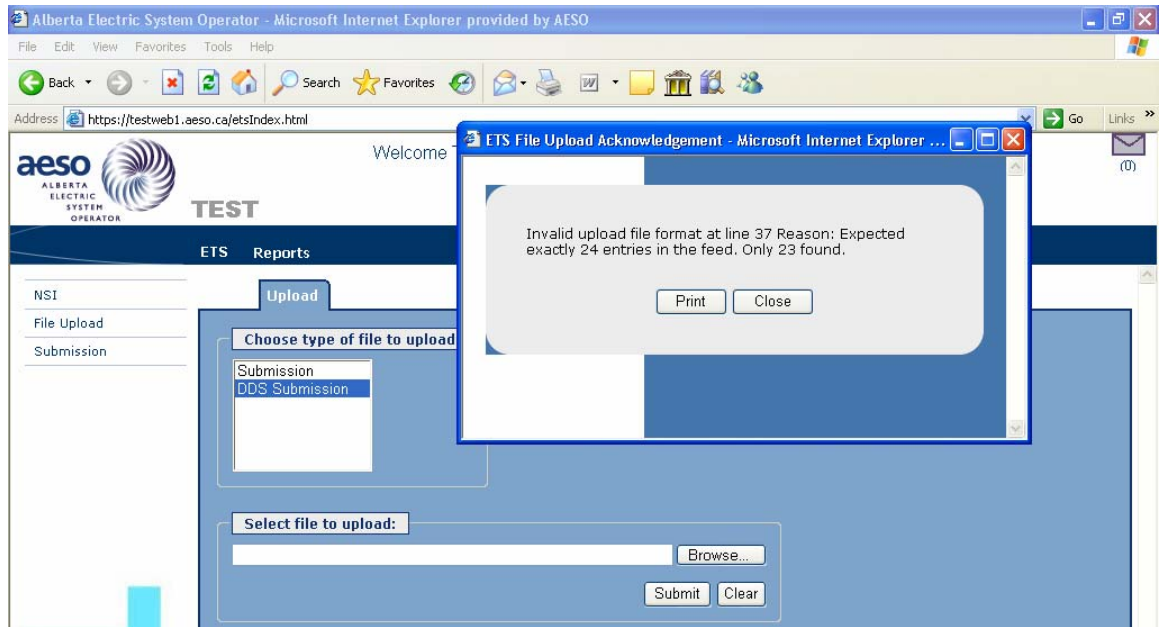 Alberta Electric System Operator - Microsoft Internet Explorer provided by AESO
File Edit View Favorites Tools Help
Back Search Favorites
Address https://testweb1.aeso.ca/etsIndex.html Go Links »
ETS File Upload Acknowledgement - Microsoft Internet Explorer ...
aeso
ALBERTA
ELECTRIC
SYSTEM
OPERATOR
TEST
Welcome
(0)
Invalid upload file format at line 37 Reason: Expected
exactly 24 entries in the feed. Only 23 found.
Print Close
ETS Reports
NSI
File Upload
Submission
Upload
Choose type of file to upload
Submission
DDS Submission
Select file to upload:
Browse...
Submit Clear